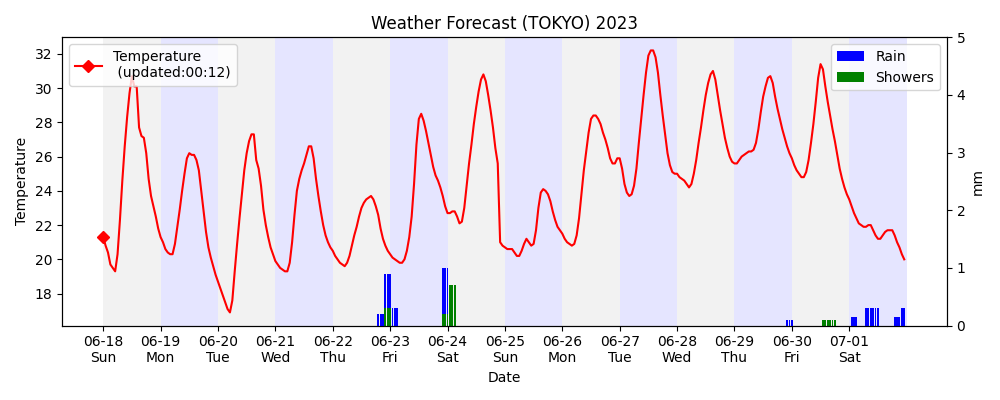 Weather Forecast (TOKYO) 2023
Temperature
(updated:00:12)
Rain
Showers
Temperature
32
30
28
26
24
22
20
18
5
4
3
2
1
0
mm
06-18 06-19 06-20 06-21 06-22 06-23 06-24 06-25 06-26 06-27 06-28 06-29 06-30 07-01
Sun Mon Tue Wed Thu Fri Sat Sun Mon Tue Wed Thu Fri Sat
Date